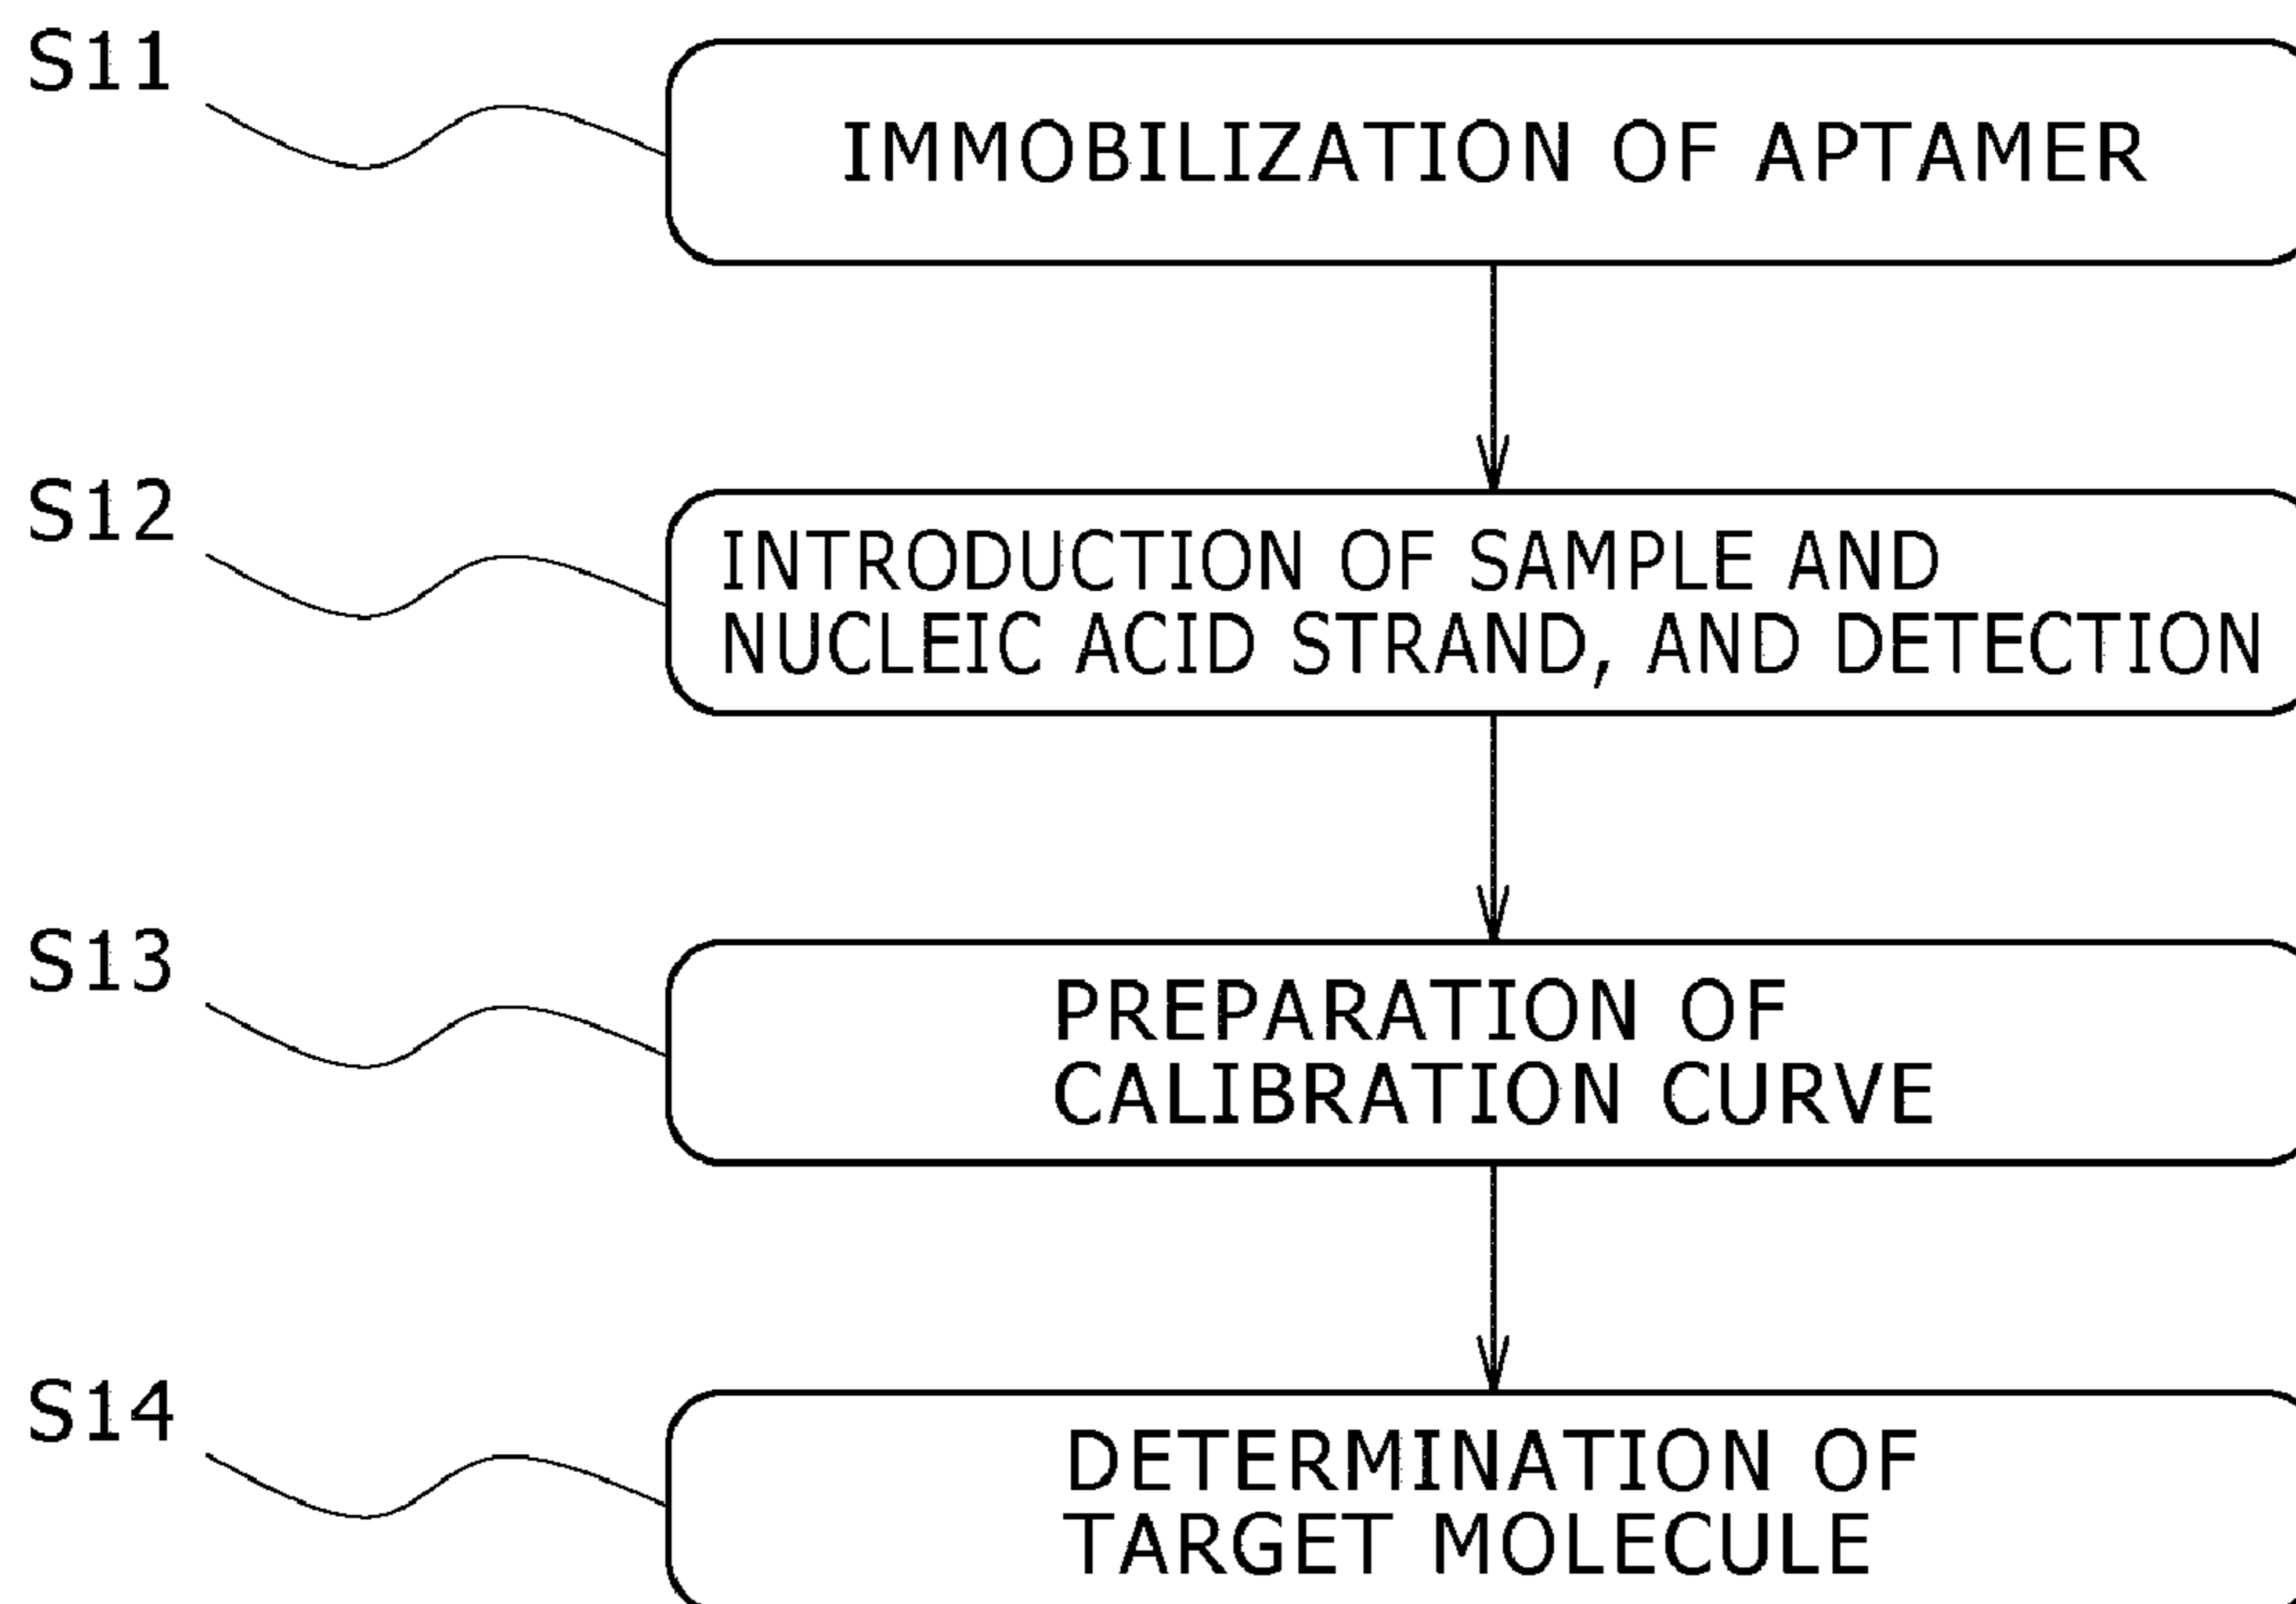 S11
IMMOBILIZATION OF APTAMER
S12
INTRODUCTION OF SAMPLE AND
NUCLEIC ACID STRAND, AND DETECTION
S13
PREPARATION OF
CALIBRATION CURVE
S14
DETERMINATION OF
TARGET MOLECULE